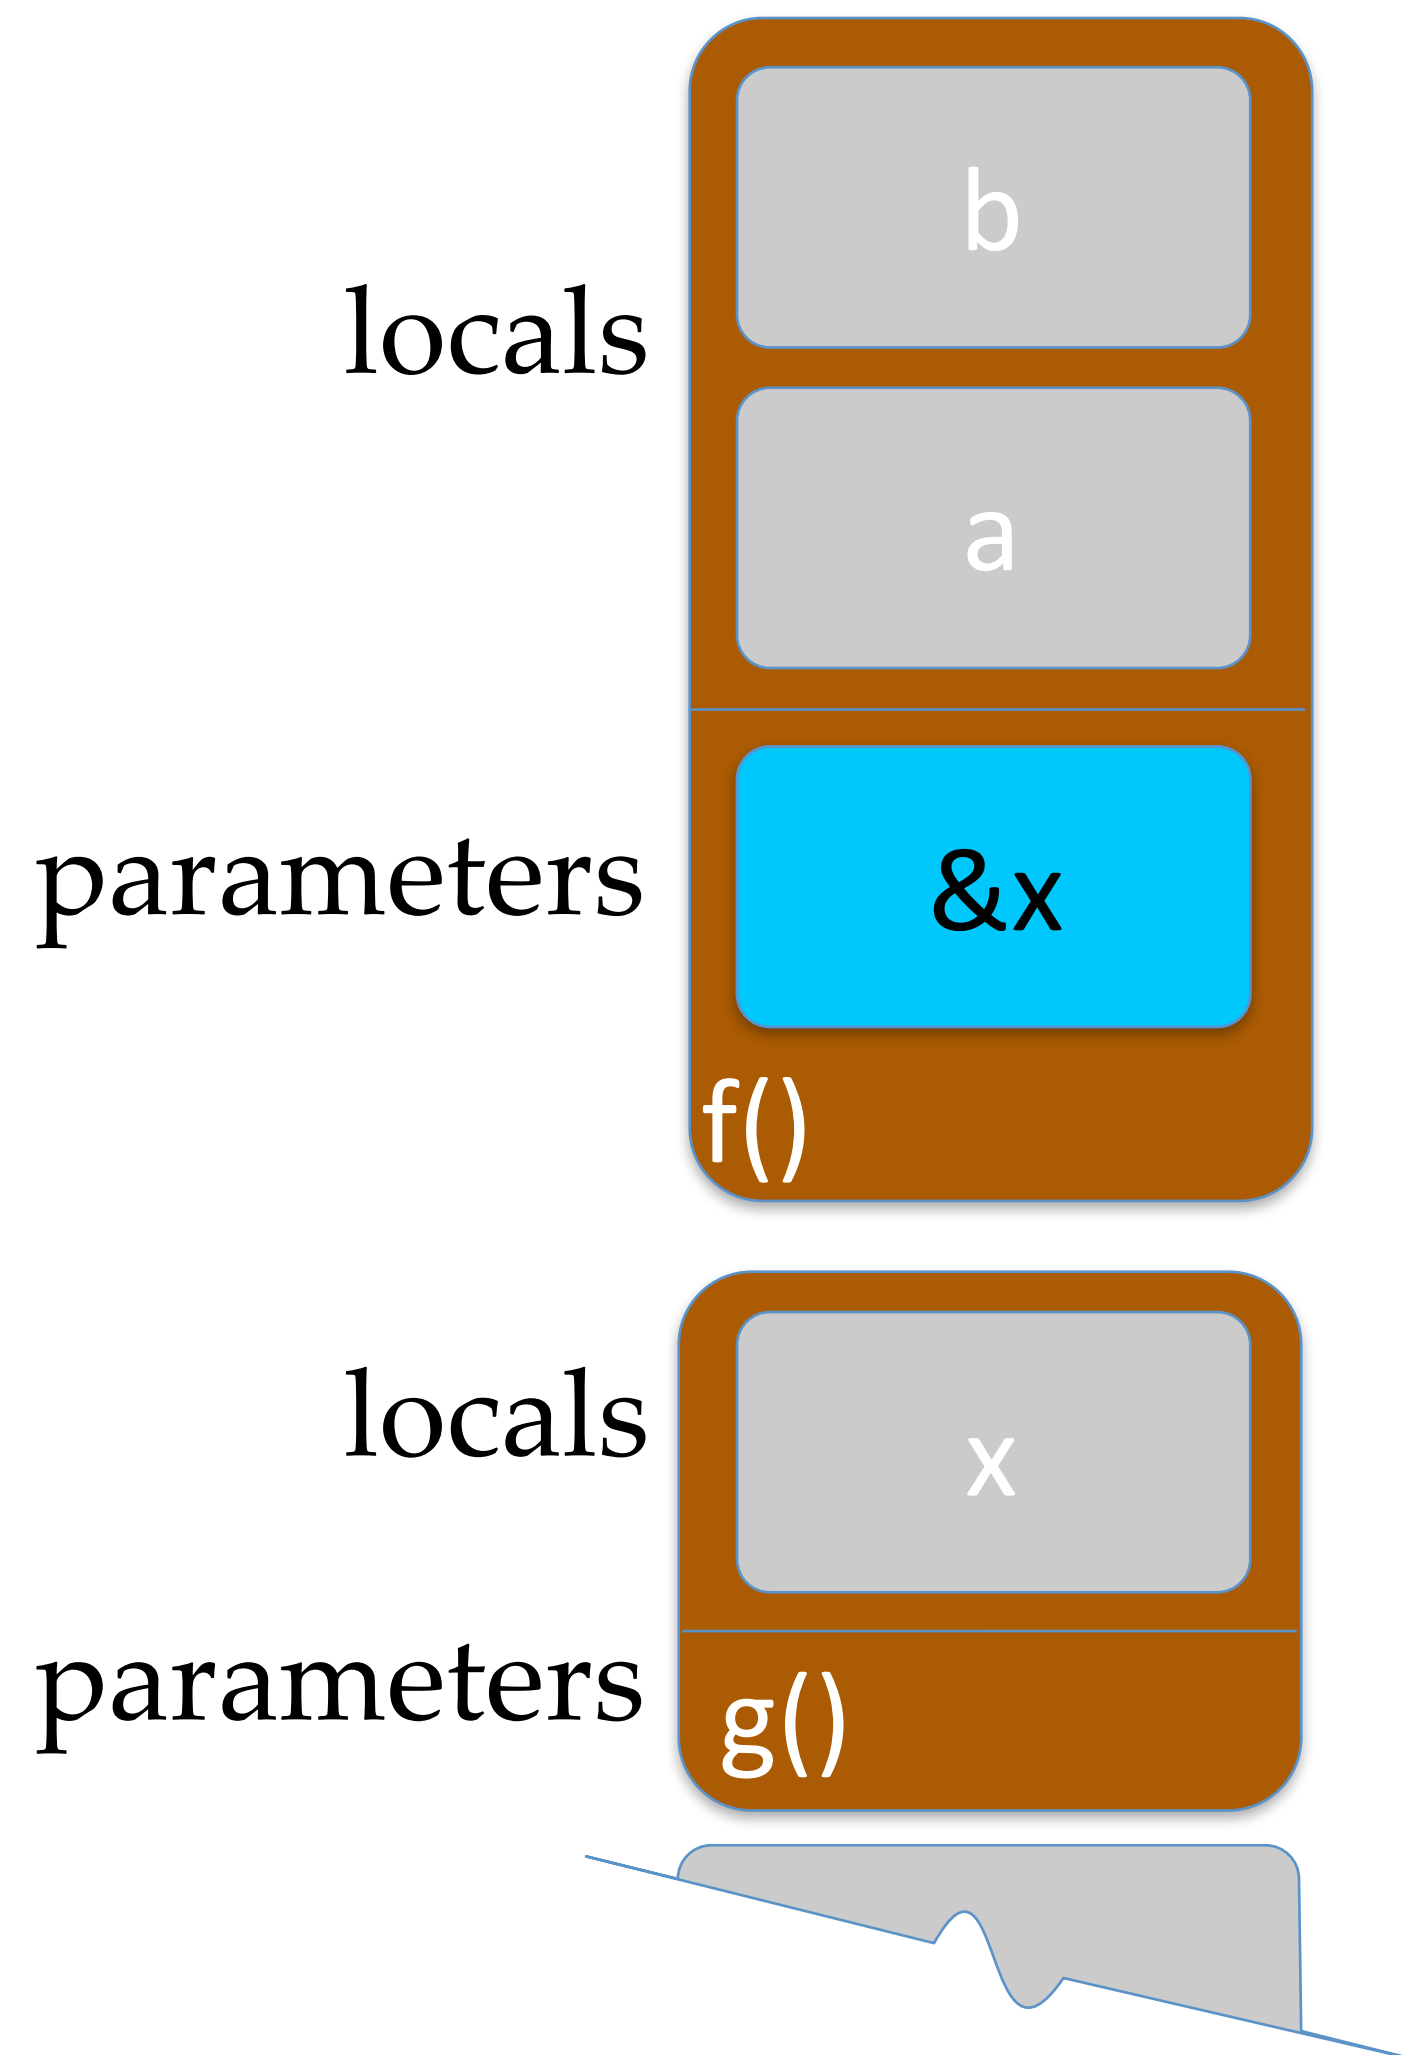 b
locals
a
parameters
&x
f()
locals
x
parameters
g()